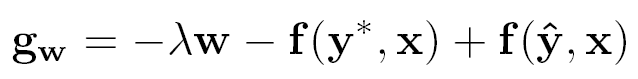 𝐠_𝐰 = −λ𝐰 − 𝐟(𝐲*, 𝐱) + 𝐟(𝐲̂, 𝐱)